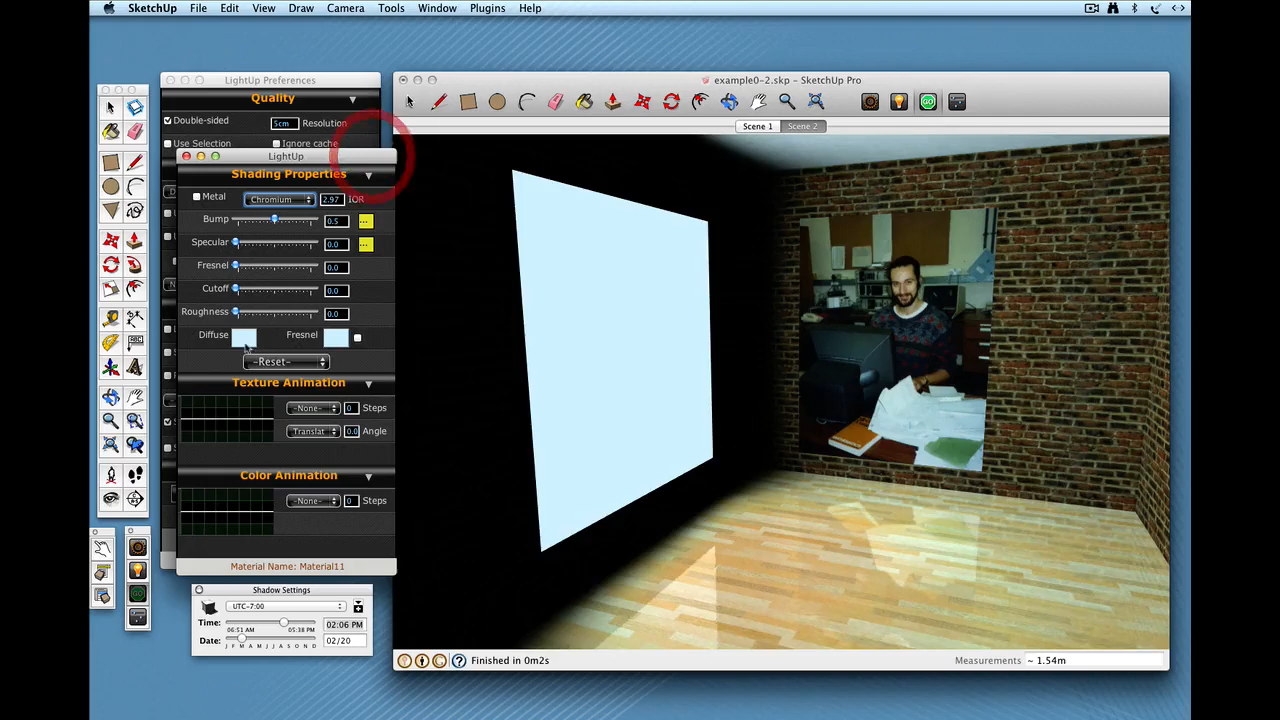 SketchUp File Edit View Draw Camera Tools Window Plugins Help
LightUp Preferences
Quality
Double-sided 5cm Resolution
Use Selection Ignore cache
LightUp
Shading Properties
Metal Chromium 2.97 IOR
Bump 0.5 ...
Specular 0.0 ...
Fresnel 0.0
Cutoff 0.0
Roughness 0.0
Diffuse Fresnel
-Reset-
Texture Animation
-None- 0 Steps
Translat 0.0 Angle
Color Animation
-None- 0 Steps
Material Name: Material11
Shadow Settings
UTC-7:00
Time: 02:06 PM
06:51 AM 05:38 PM
Date: 02/20
J F M A M J J A S O N D
example0-2.skp - SketchUp Pro
GO
Scene 1 Scene 2
Finished in 0m2s
Measurements ~ 1.54m
ABC
GO